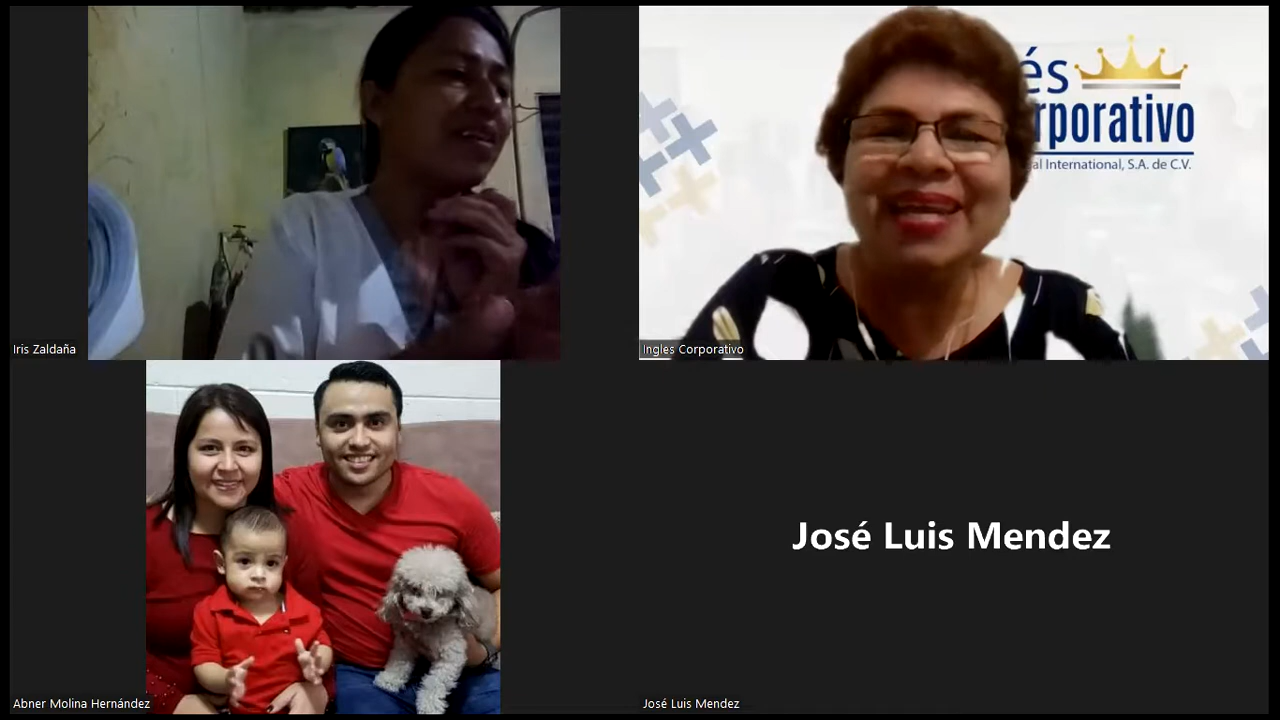 és
rporativo
al International, S.A. de C.V.
Iris Zaldaña
Ingles Corporativo
José Luis Mendez
Abner Molina Hernández
José Luis Mendez